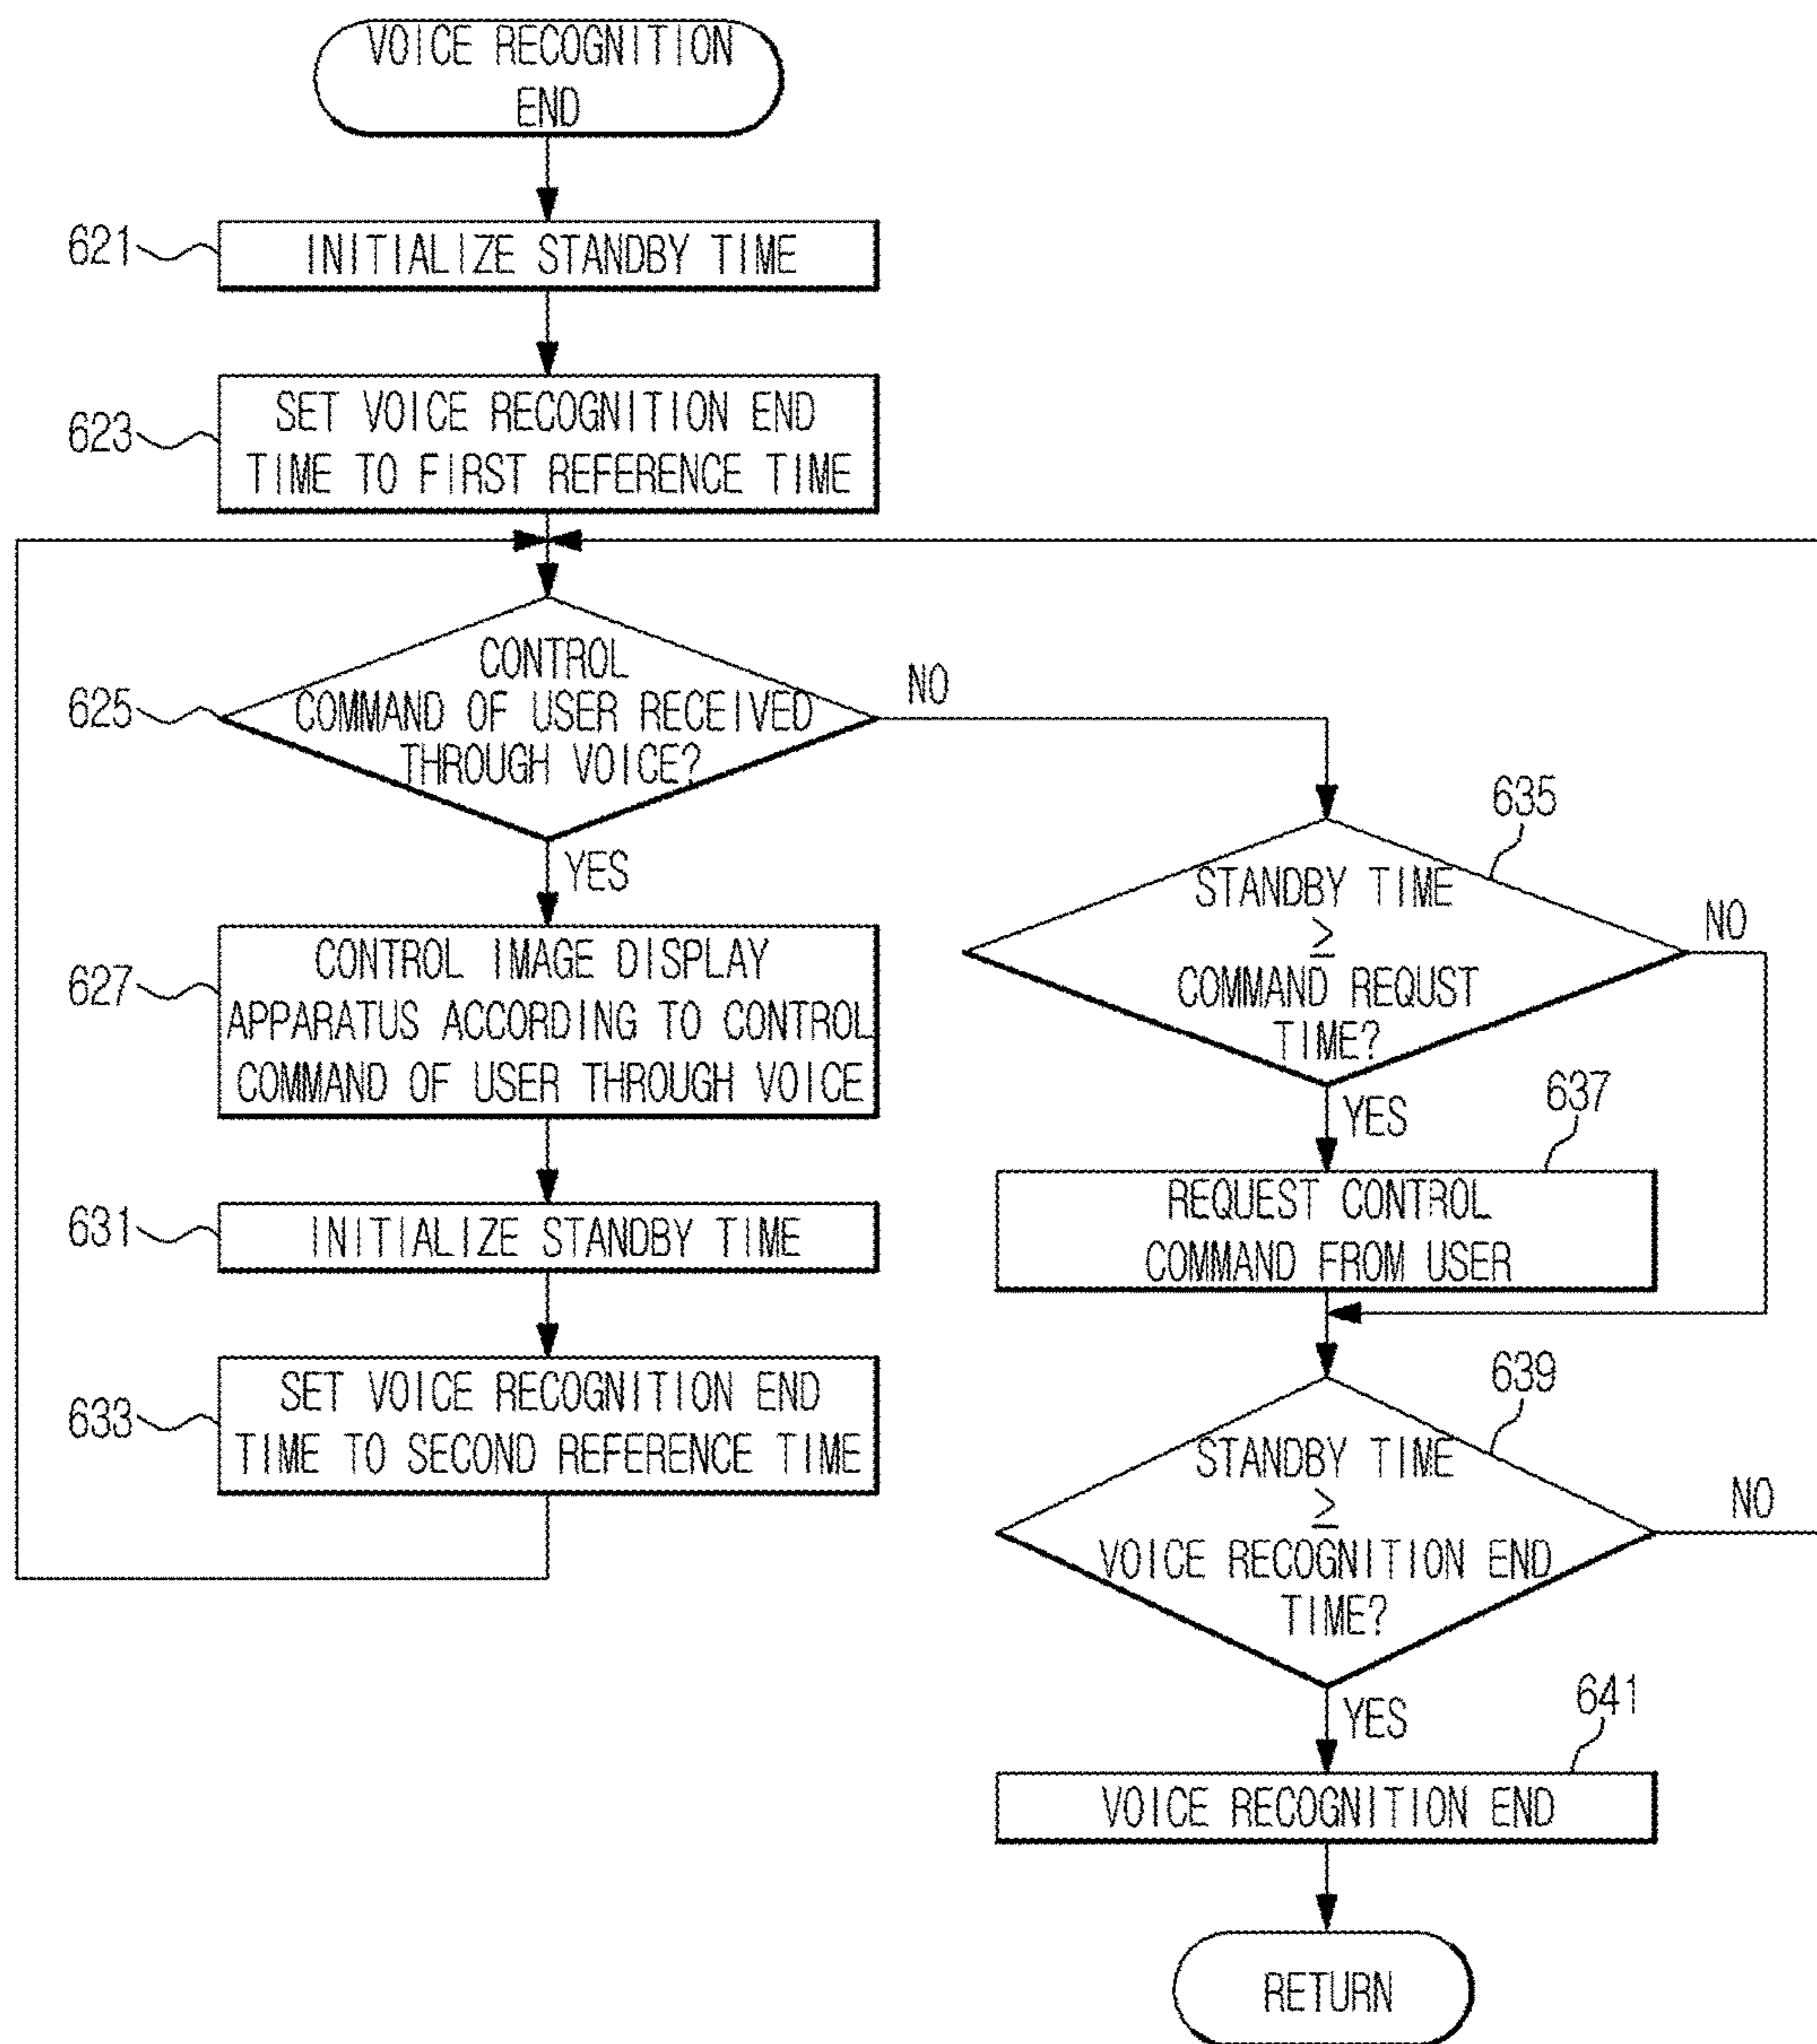 VOICE RECOGNITION
END
621
INITIALIZE STANDBY TIME
623
SET VOICE RECOGNITION END
TIME TO FIRST REFERENCE TIME
625
CONTROL
COMMAND OF USER RECEIVED
THROUGH VOICE?
NO
YES
627
CONTROL IMAGE DISPLAY
APPARATUS ACCORDING TO CONTROL
COMMAND OF USER THROUGH VOICE
631
INITIALIZE STANDBY TIME
633
SET VOICE RECOGNITION END
TIME TO SECOND REFERENCE TIME
635
STANDBY TIME
≥
COMMAND REQUST
TIME?
NO
YES
637
REQUEST CONTROL
COMMAND FROM USER
639
STANDBY TIME
≥
VOICE RECOGNITION END
TIME?
NO
YES
641
VOICE RECOGNITION END
RETURN